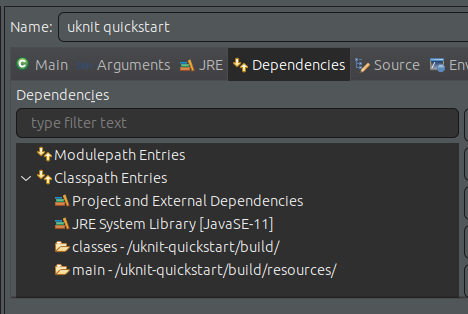 Name: uknit quickstart
Main Arguments JRE Dependencies Source
Dependencies
type filter text
Modulepath Entries
Classpath Entries
Project and External Dependencies
JRE System Library [JavaSE-11]
classes - /uknit-quickstart/build/
main - /uknit-quickstart/build/resources/